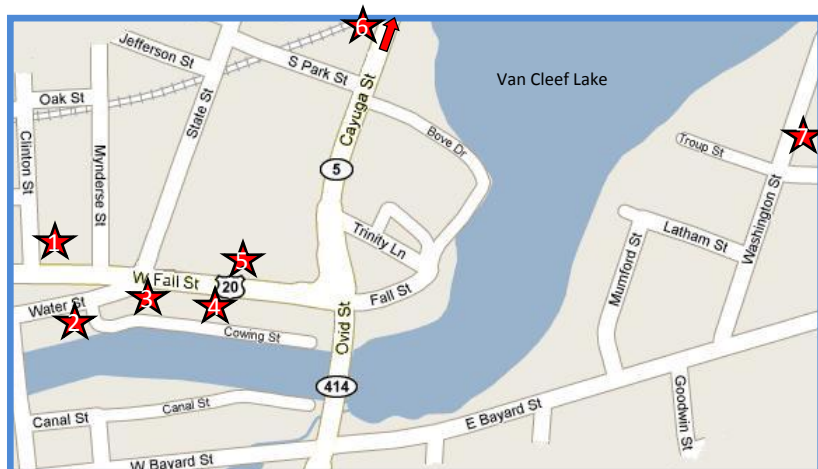 6
Jefferson St
S Park St
Van Cleef Lake
Cayuga St
Oak St
State St
Bove Dr
7
Troup St
Clinton St
Mynderse St
5
Washington St
Latham St
Trinity Ln
Mumford St
1
5
W Fall St
20
3
4
Fall St
Water St
2
Cowing St
Ovid St
414
Canal St
Canal St
E Bayard St
Goodwin St
W Bayard St